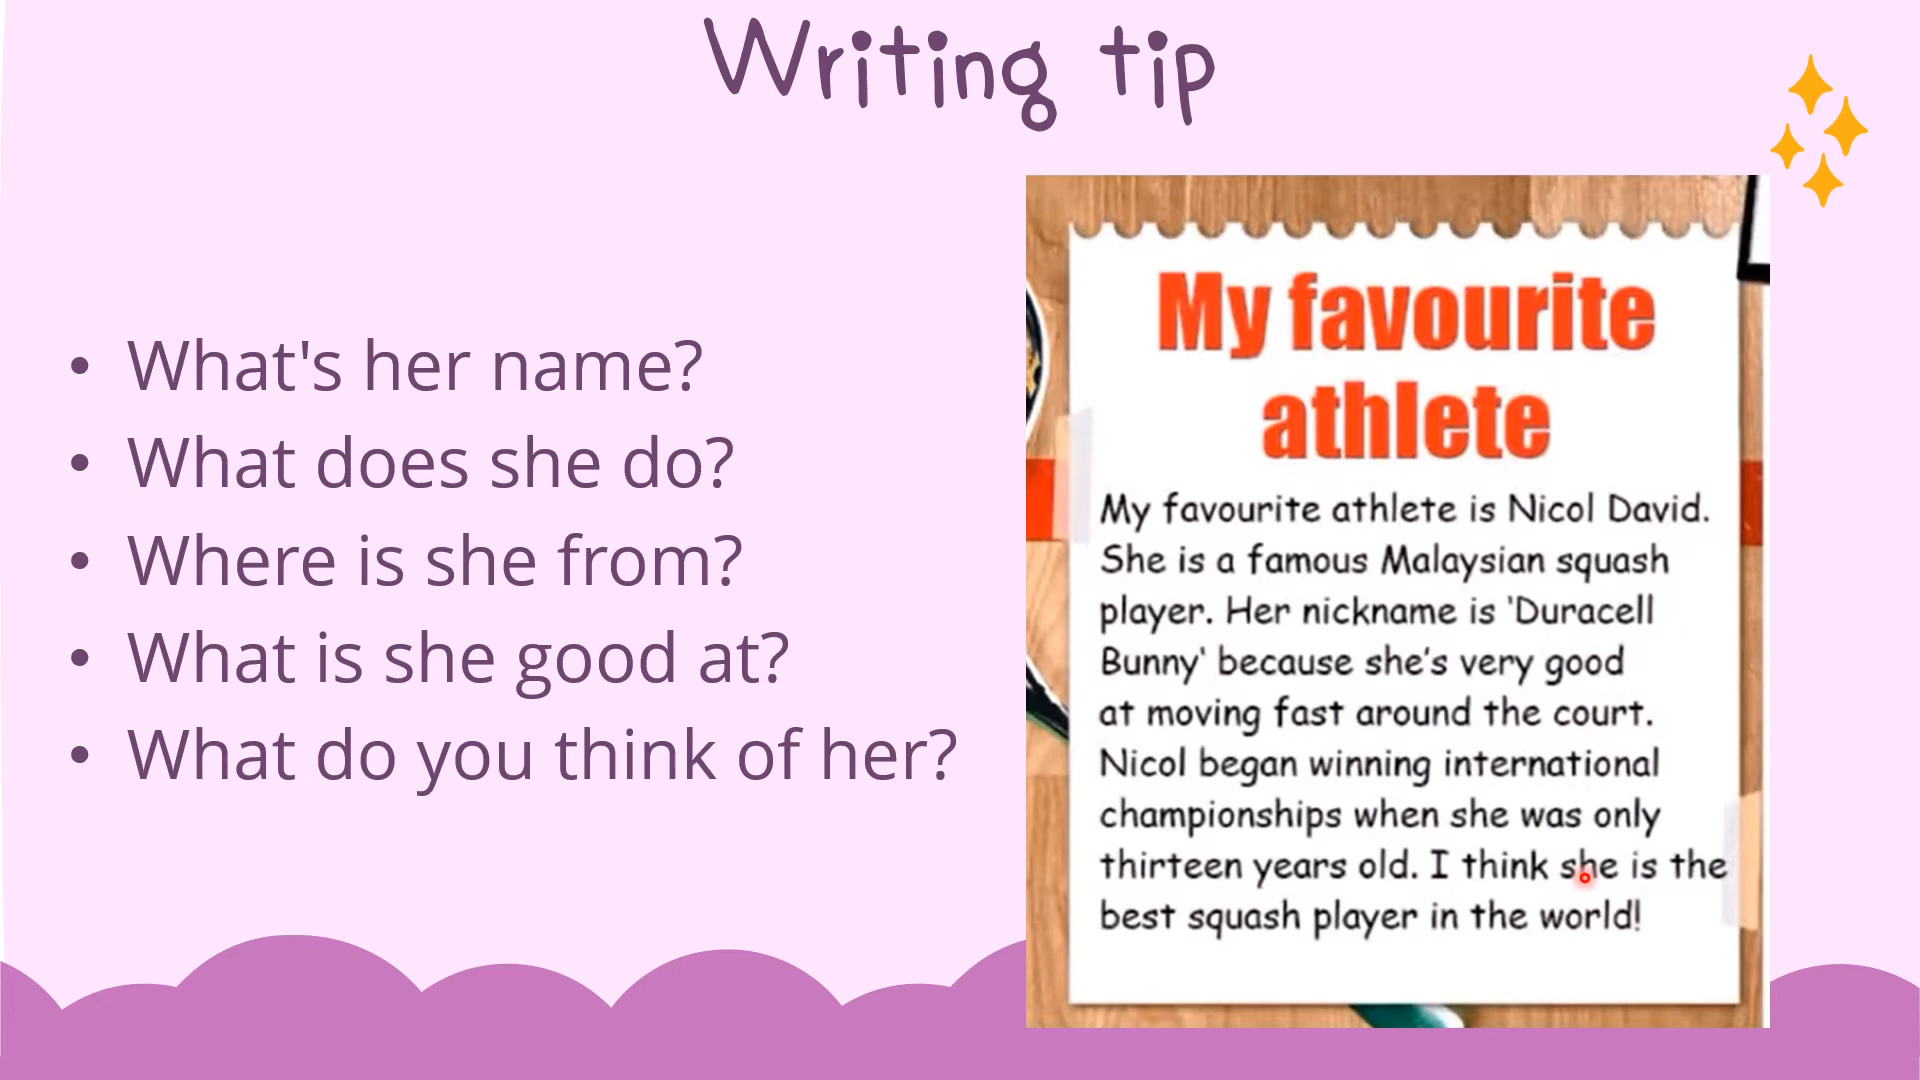 Writing tip
• What's her name?
• What does she do?
• Where is she from?
• What is she good at?
• What do you think of her?
My favourite
athlete
My favourite athlete is Nicol David.
She is a famous Malaysian squash
player. Her nickname is 'Duracell
Bunny' because she's very good
at moving fast around the court.
Nicol began winning international
championships when she was only
thirteen years old. I think she is the
best squash player in the world!